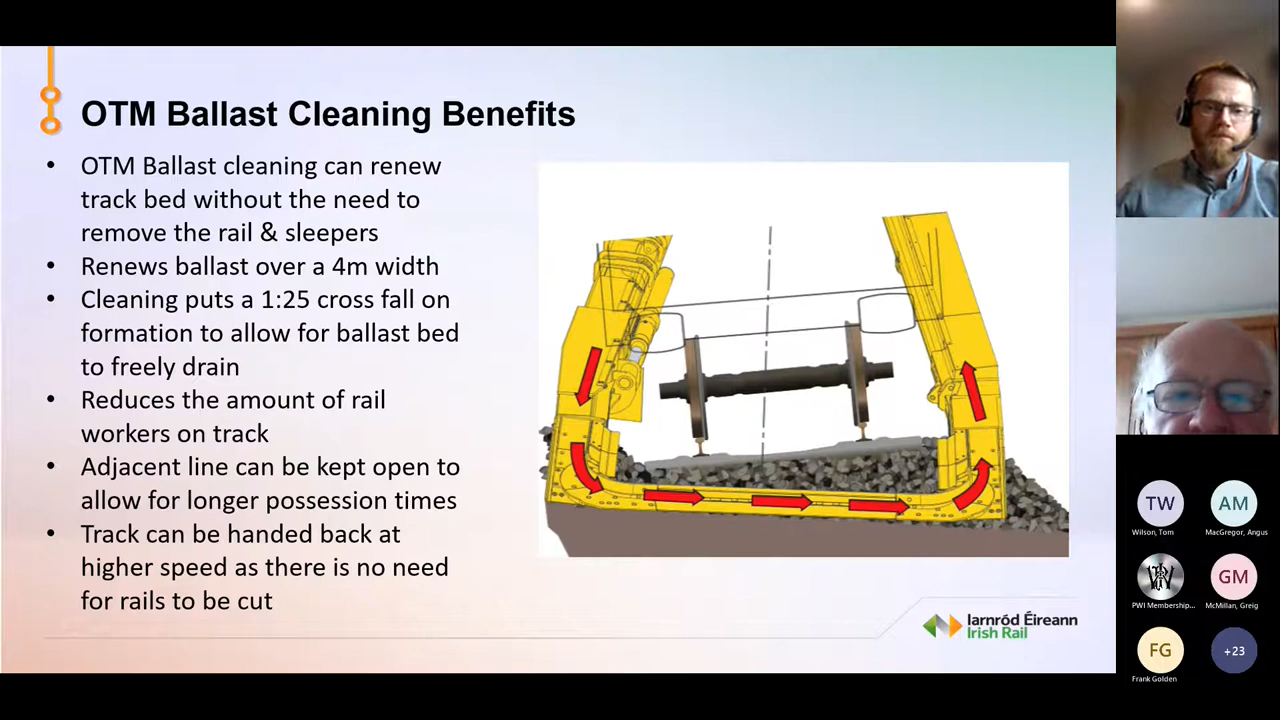 OTM Ballast Cleaning Benefits
• OTM Ballast cleaning can renew
track bed without the need to
remove the rail & sleepers
• Renews ballast over a 4m width
• Cleaning puts a 1:25 cross fall on
formation to allow for ballast bed
to freely drain
• Reduces the amount of rail
workers on track
• Adjacent line can be kept open to
allow for longer possession times
• Track can be handed back at
higher speed as there is no need
for rails to be cut
Iarnród Éireann
Irish Rail
TW
Wilson, Tom
AM
MacGregor, Angus
PWI Membership...
GM
McMillan, Greig
FG
Frank Golden
+23